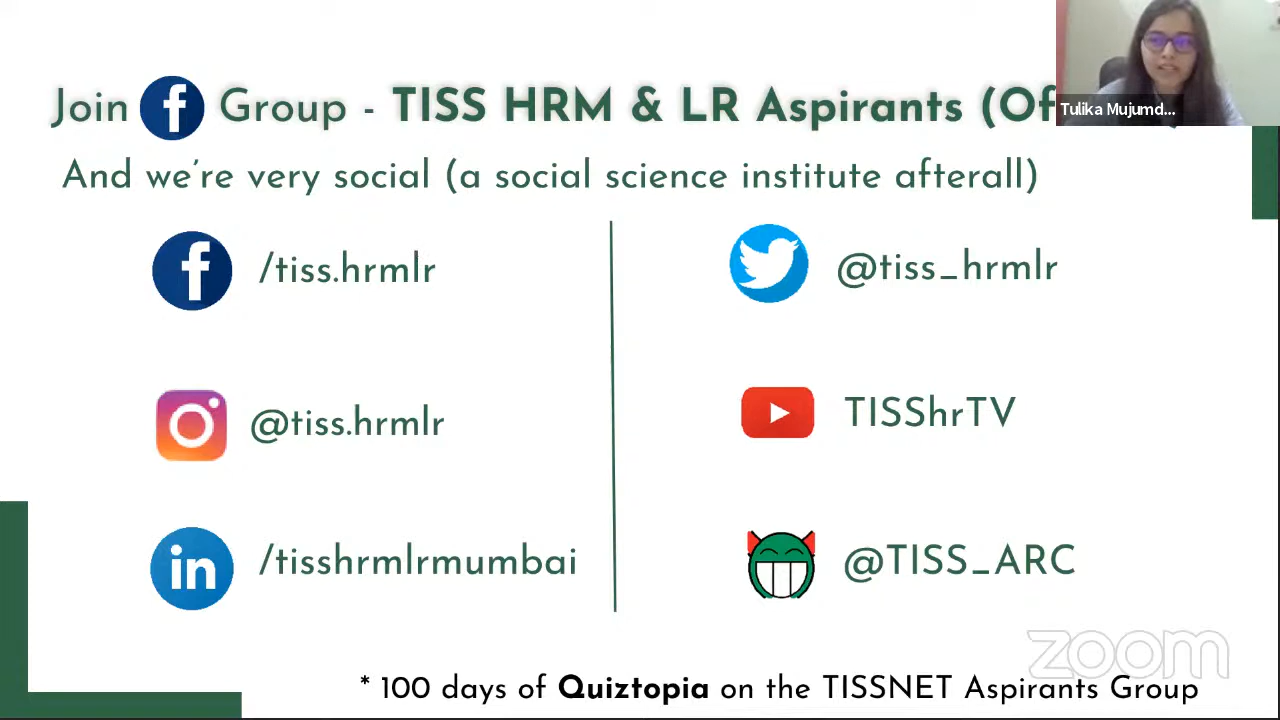 Join f Group - TISS HRM & LR Aspirants (Of
Tulika Mujumd...
And we're very social (a social science institute afterall)
/tiss.hrmlr
@tiss_hrmlr
@tiss.hrmlr
TISShrTV
in /tisshrmlrmumbai
@TISS_ARC
zoom
* 100 days of Quiztopia on the TISSNET Aspirants Group